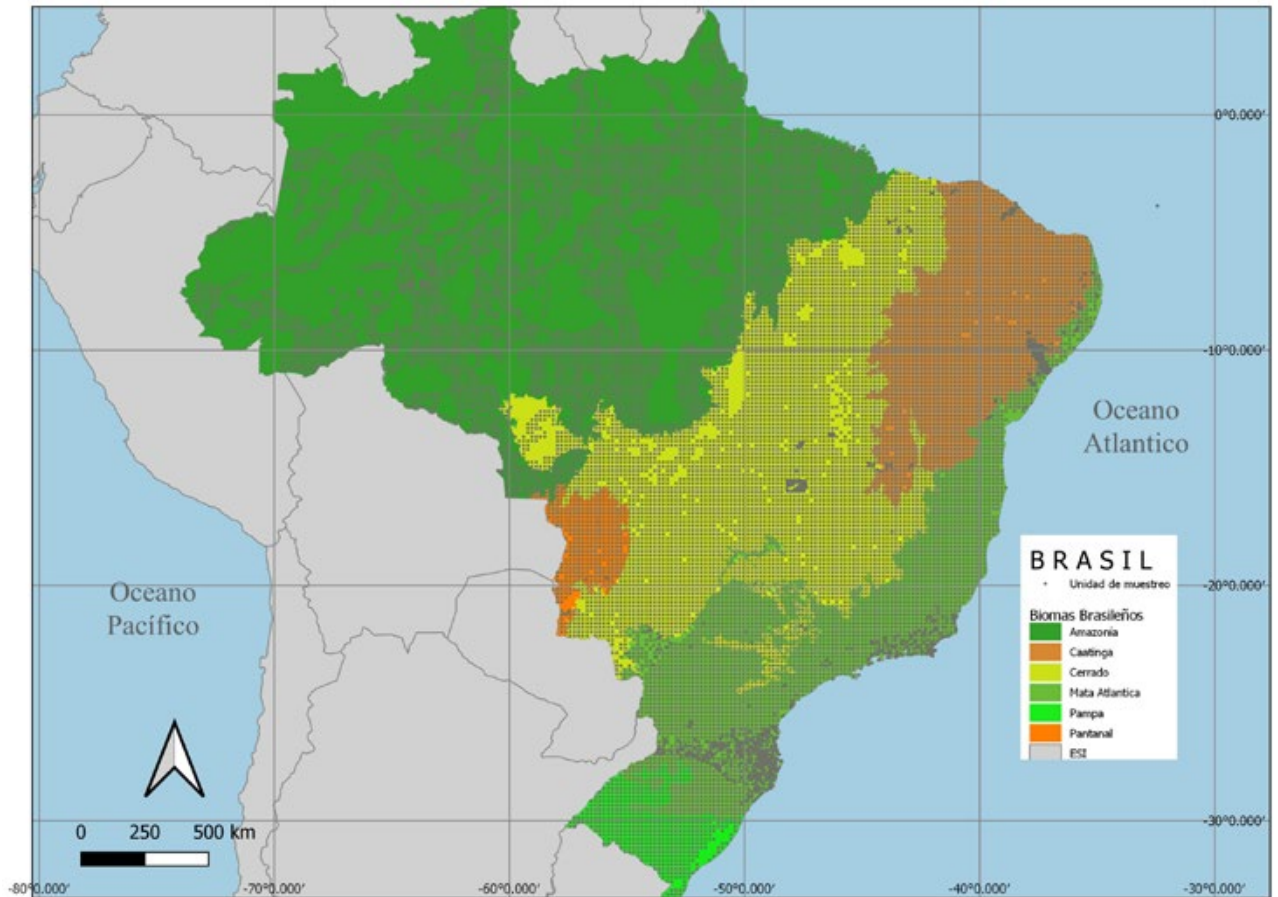 0°0.000'
-10°0.000'
Oceano
Atlantico
BRASIL
Unidad de muestreo
Biomas Brasileños
Amazonia
Caatinga
Cerrado
Mata Atlantica
Pampa
Pantanal
ESI
Oceano
Pacífico
-20°0.000'
0 250 500 km
-30°0.000'
-80°0.000' -70°0.000' -60°0.000' -50°0.000' -40°0.000' -30°0.000'